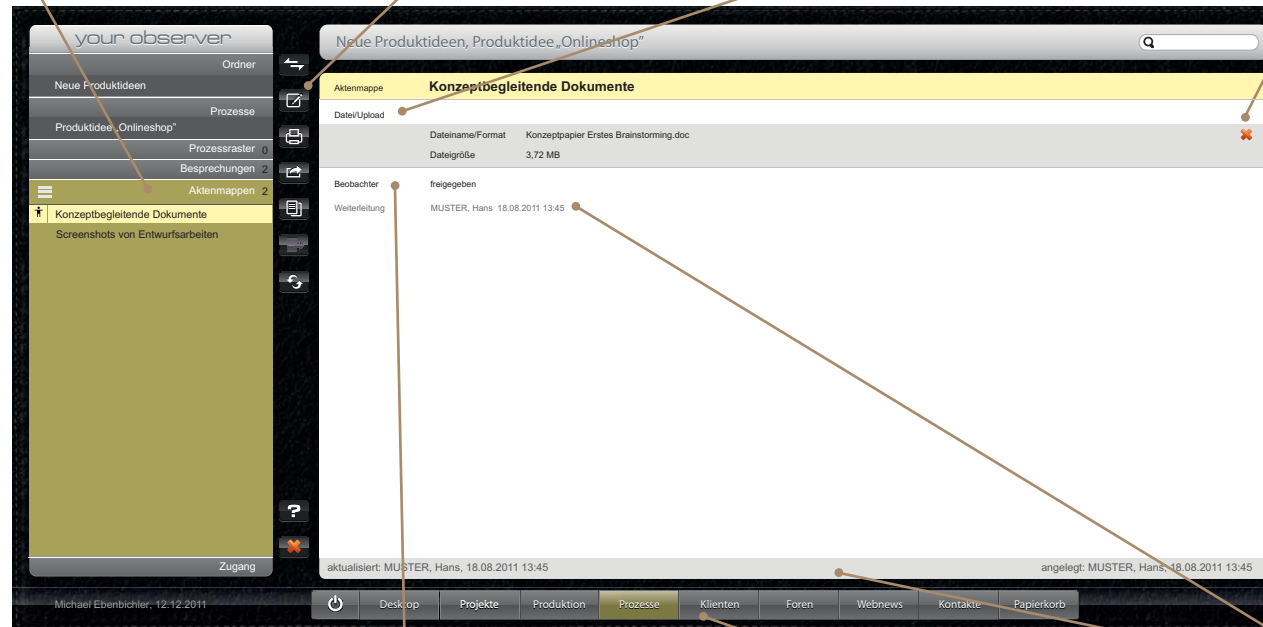 your observer
Ordner
Neue Produktideen
Prozesse
Produktidee „Onlineshop"
Prozessraster 0
Besprechungen 2
Aktenmappen 2
Konzeptbegleitende Dokumente
Screenshots von Entwurfsarbeiten
Zugang
Michael Ebenbichler, 12.12.2011
?
Neue Produktideen, Produktidee „Onlineshop"
Aktenmappe Konzeptbegleitende Dokumente
Datei/Upload
Dateiname/Format Konzeptpapier Erstes Brainstorming.doc
Dateigröße 3,72 MB
Beobachter freigegeben
Weiterleitung MUSTER, Hans 18.08.2011 13:45
aktualisiert: MUSTER, Hans, 18.08.2011 13:45 angelegt: MUSTER, Hans, 18.08.2011 13:45
Desktop Projekte Produktion Prozesse Klienten Foren Webnews Kontakte Papierkorb